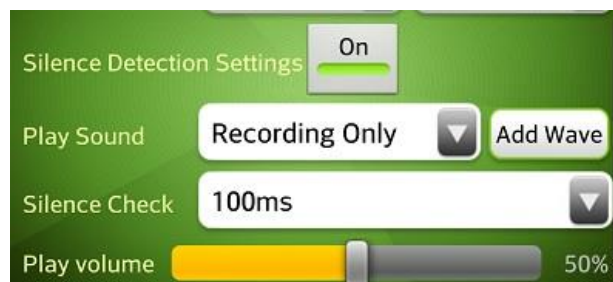 Silence Detection Settings On
Play Sound Recording Only Add Wave
Silence Check 100ms
Play volume 50%